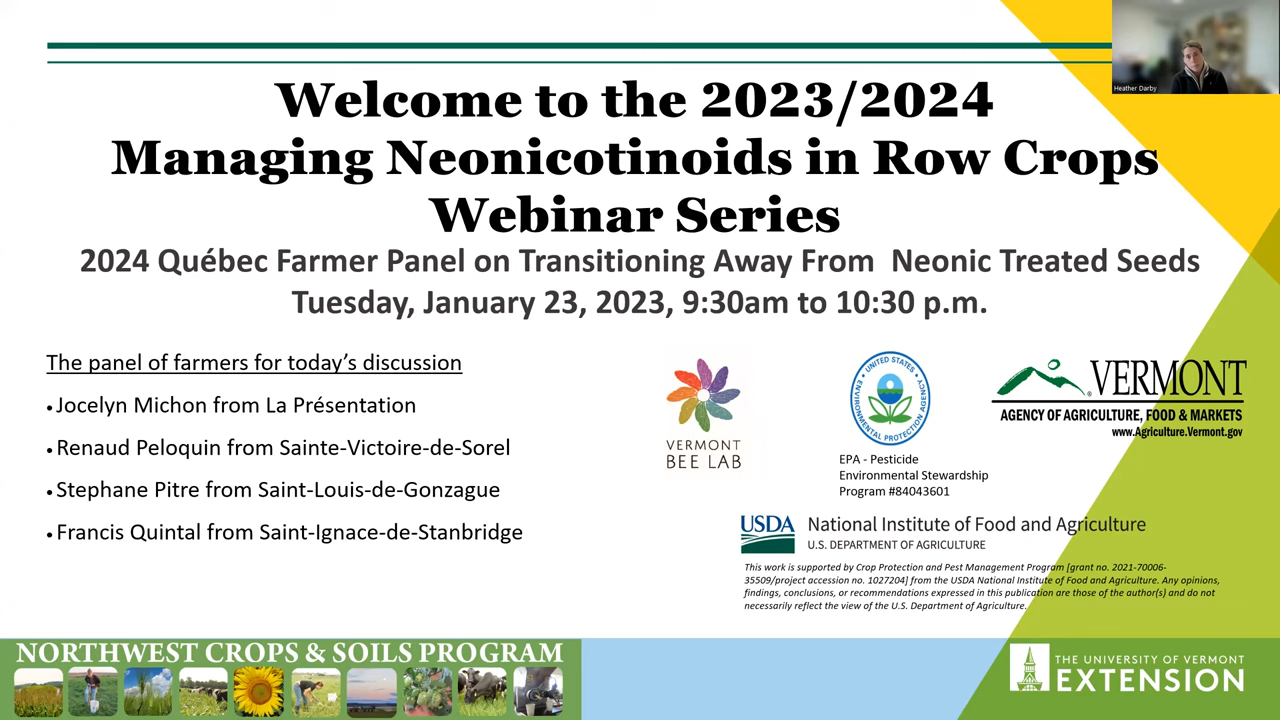 Heather Darby
Welcome to the 2023/2024
Managing Neonicotinoids in Row Crops
Webinar Series
2024 Québec Farmer Panel on Transitioning Away From Neonic Treated Seeds
Tuesday, January 23, 2023, 9:30am to 10:30 p.m.
The panel of farmers for today's discussion
• Jocelyn Michon from La Présentation
• Renaud Peloquin from Sainte-Victoire-de-Sorel
• Stephane Pitre from Saint-Louis-de-Gonzague
• Francis Quintal from Saint-Ignace-de-Stanbridge
VERMONT
BEE LAB
UNITED STATES
ENVIRONMENTAL PROTECTION AGENCY
EPA - Pesticide
Environmental Stewardship
Program #84043601
VERMONT
AGENCY OF AGRICULTURE, FOOD & MARKETS
www.Agriculture.Vermont.gov
USDA
National Institute of Food and Agriculture
U.S. DEPARTMENT OF AGRICULTURE
This work is supported by Crop Protection and Pest Management Program [grant no. 2021-70006-
35509/project accession no. 1027204] from the USDA National Institute of Food and Agriculture. Any opinions,
findings, conclusions, or recommendations expressed in this publication are those of the author(s) and do not
necessarily reflect the view of the U.S. Department of Agriculture.
NORTHWEST CROPS & SOILS PROGRAM
THE UNIVERSITY OF VERMONT
EXTENSION